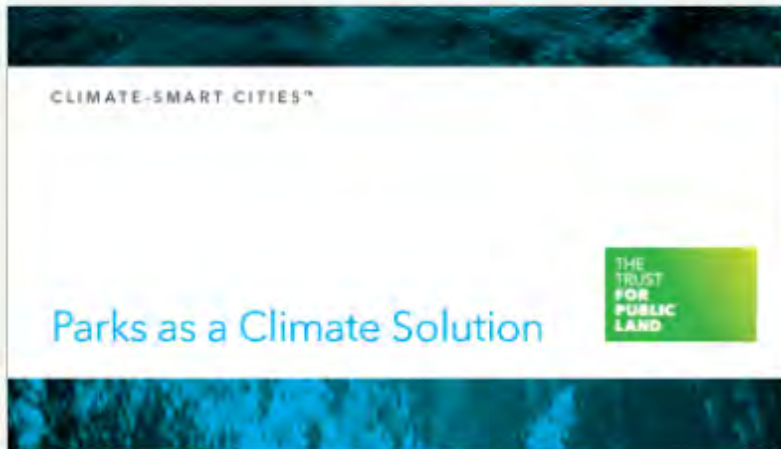 CLIMATE-SMART CITIES™
THE
TRUST
FOR
PUBLIC
LAND
Parks as a Climate Solution